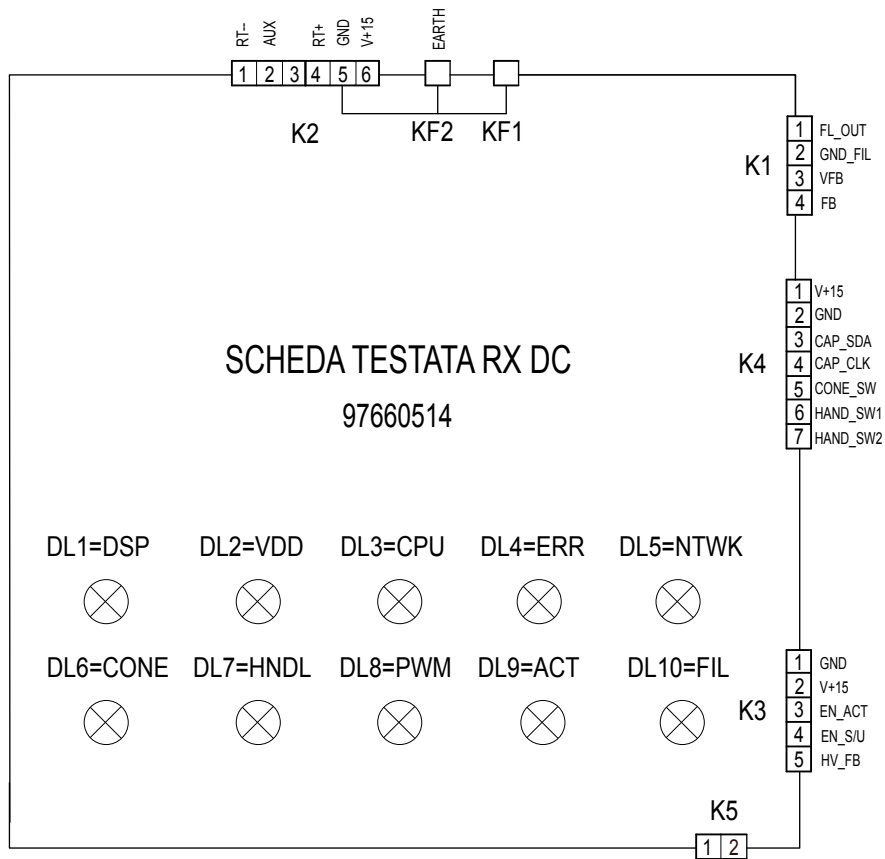 RT– AUX RT+ GND V+15 EARTH
1 2 3 4 5 6
K2 KF2 KF1
K1
1 FL_OUT
2 GND_FIL
3 VFB
4 FB
K4
1 V+15
2 GND
3 CAP_SDA
4 CAP_CLK
5 CONE_SW
6 HAND_SW1
7 HAND_SW2
SCHEDA TESTATA RX DC
97660514
DL1=DSP DL2=VDD DL3=CPU DL4=ERR DL5=NTWK
DL6=CONE DL7=HNDL DL8=PWM DL9=ACT DL10=FIL
K3
1 GND
2 V+15
3 EN_ACT
4 EN_S/U
5 HV_FB
K5
1 2